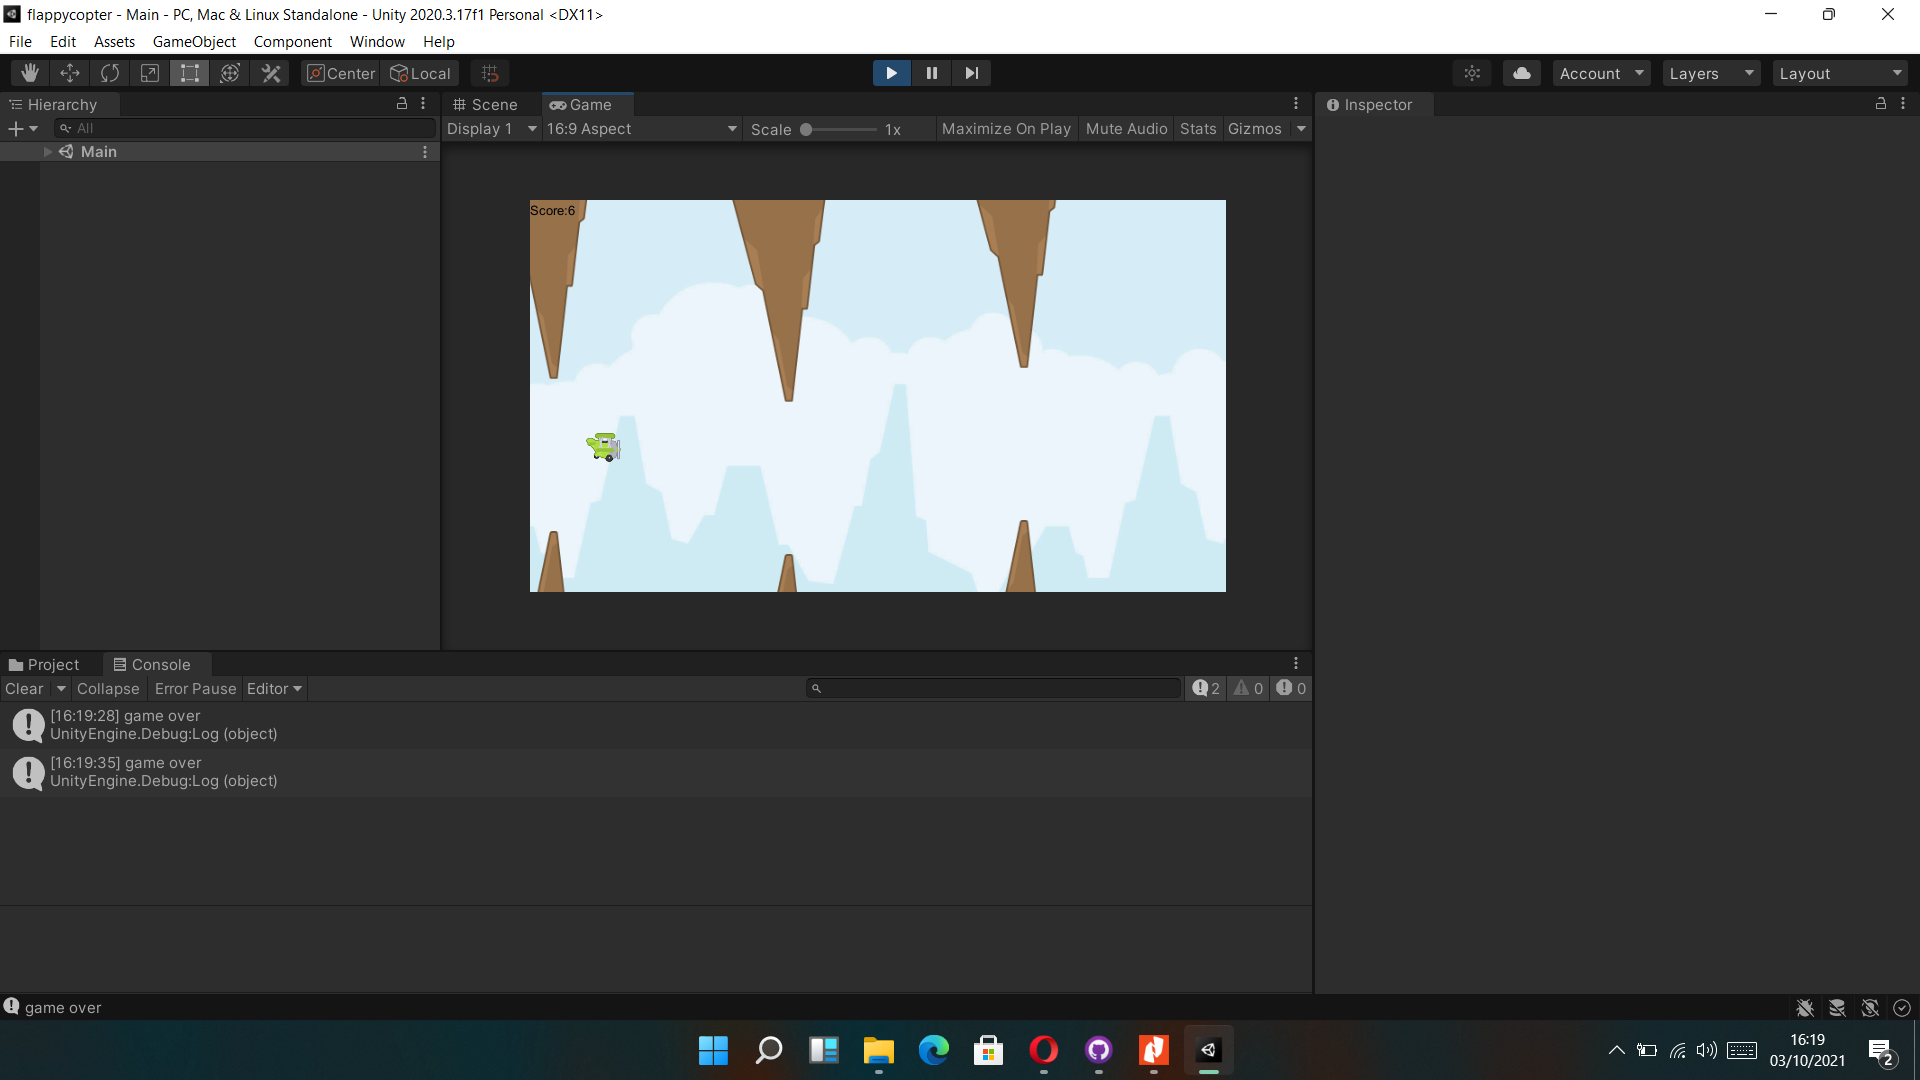 flappycopter - Main - PC, Mac & Linux Standalone - Unity 2020.3.17f1 Personal <DX11>
File Edit Assets GameObject Component Window Help
Center Local Account Layers Layout
Hierarchy
All
Main
Scene Game
Display 1 16:9 Aspect Scale 1x Maximize On Play Mute Audio Stats Gizmos
Score:6
Inspector
Project Console
Clear Collapse Error Pause Editor 2 0 0
[16:19:28] game over
UnityEngine.Debug:Log (object)
[16:19:35] game over
UnityEngine.Debug:Log (object)
game over
16:19
03/10/2021
2